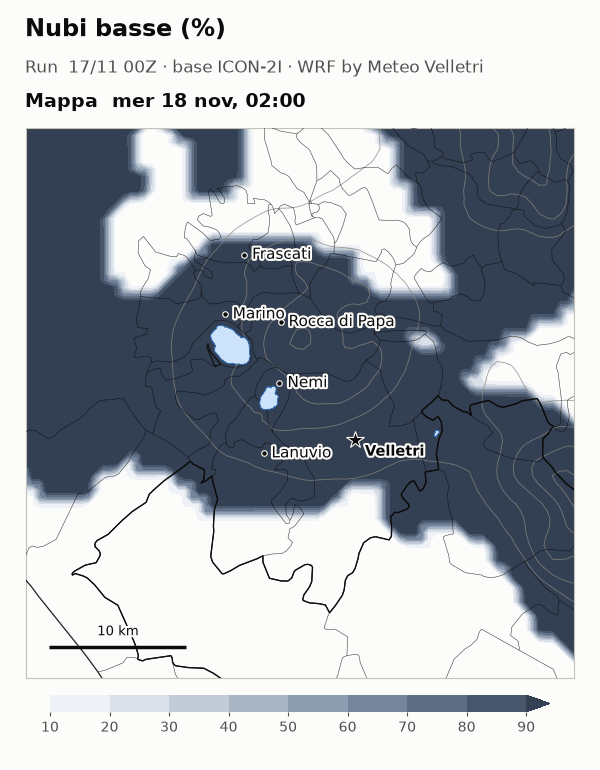 Nubi basse (%)
Run  17/11 00Z · base ICON-2I · WRF by Meteo Velletri
Mappa  mer 18 nov, 02:00
Frascati
Marino
Rocca di Papa
Nemi
Velletri
Lanuvio
10 km
10 20 30 40 50 60 70 80 90